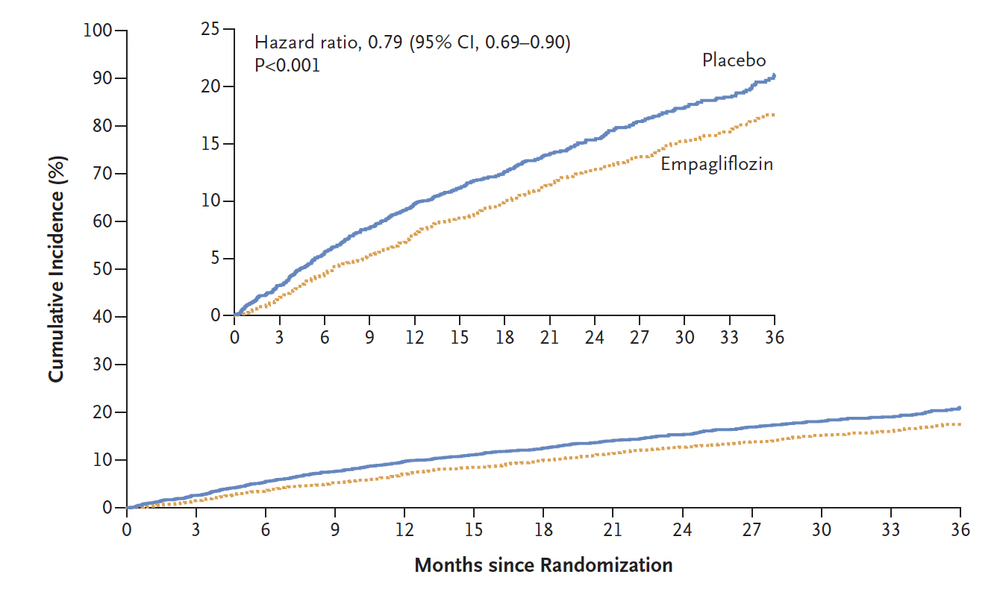 Cumulative Incidence (%)
100
90
80
70
60
50
40
30
20
10
0
25
20
15
10
5
0
Hazard ratio, 0.79 (95% CI, 0.69–0.90)
P<0.001
Placebo
Empagliflozin
0 3 6 9 12 15 18 21 24 27 30 33 36
0 3 6 9 12 15 18 21 24 27 30 33 36
Months since Randomization